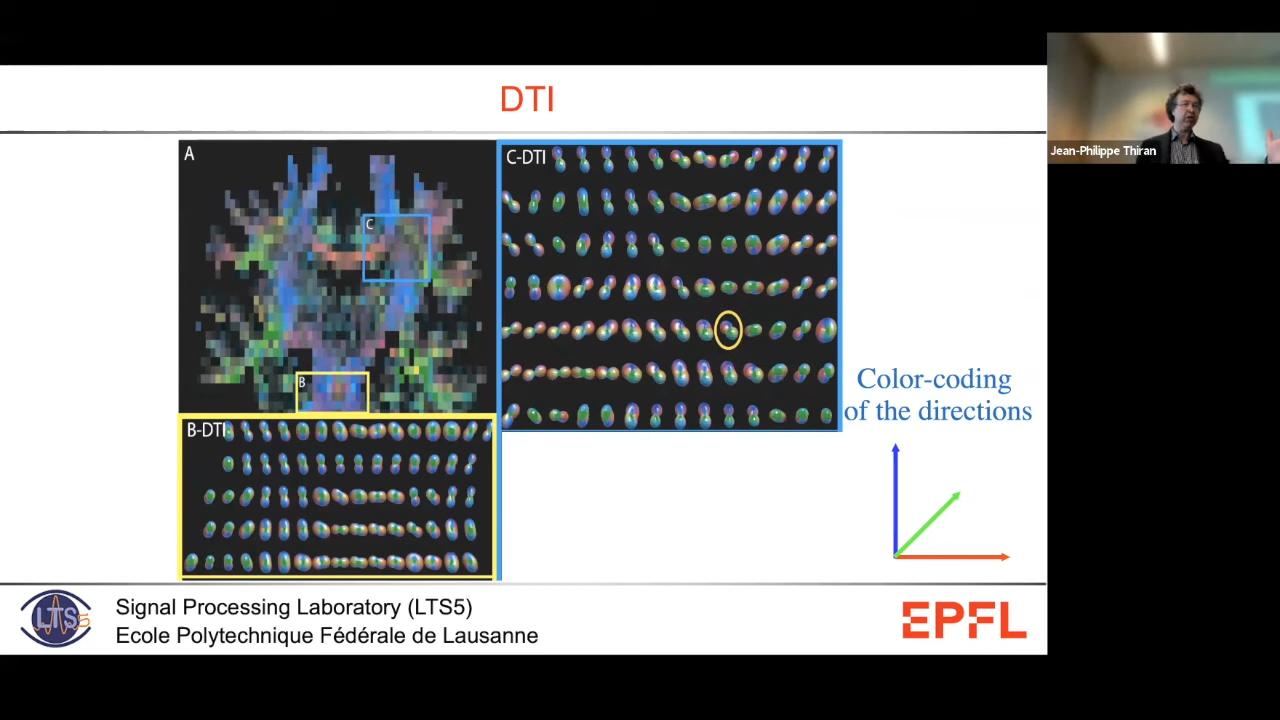 DTI
A
C
B
C-DTI
B-DTI
Color-coding
of the directions
LTS5
Signal Processing Laboratory (LTS5)
Ecole Polytechnique Fédérale de Lausanne
EPFL
Jean-Philippe Thiran